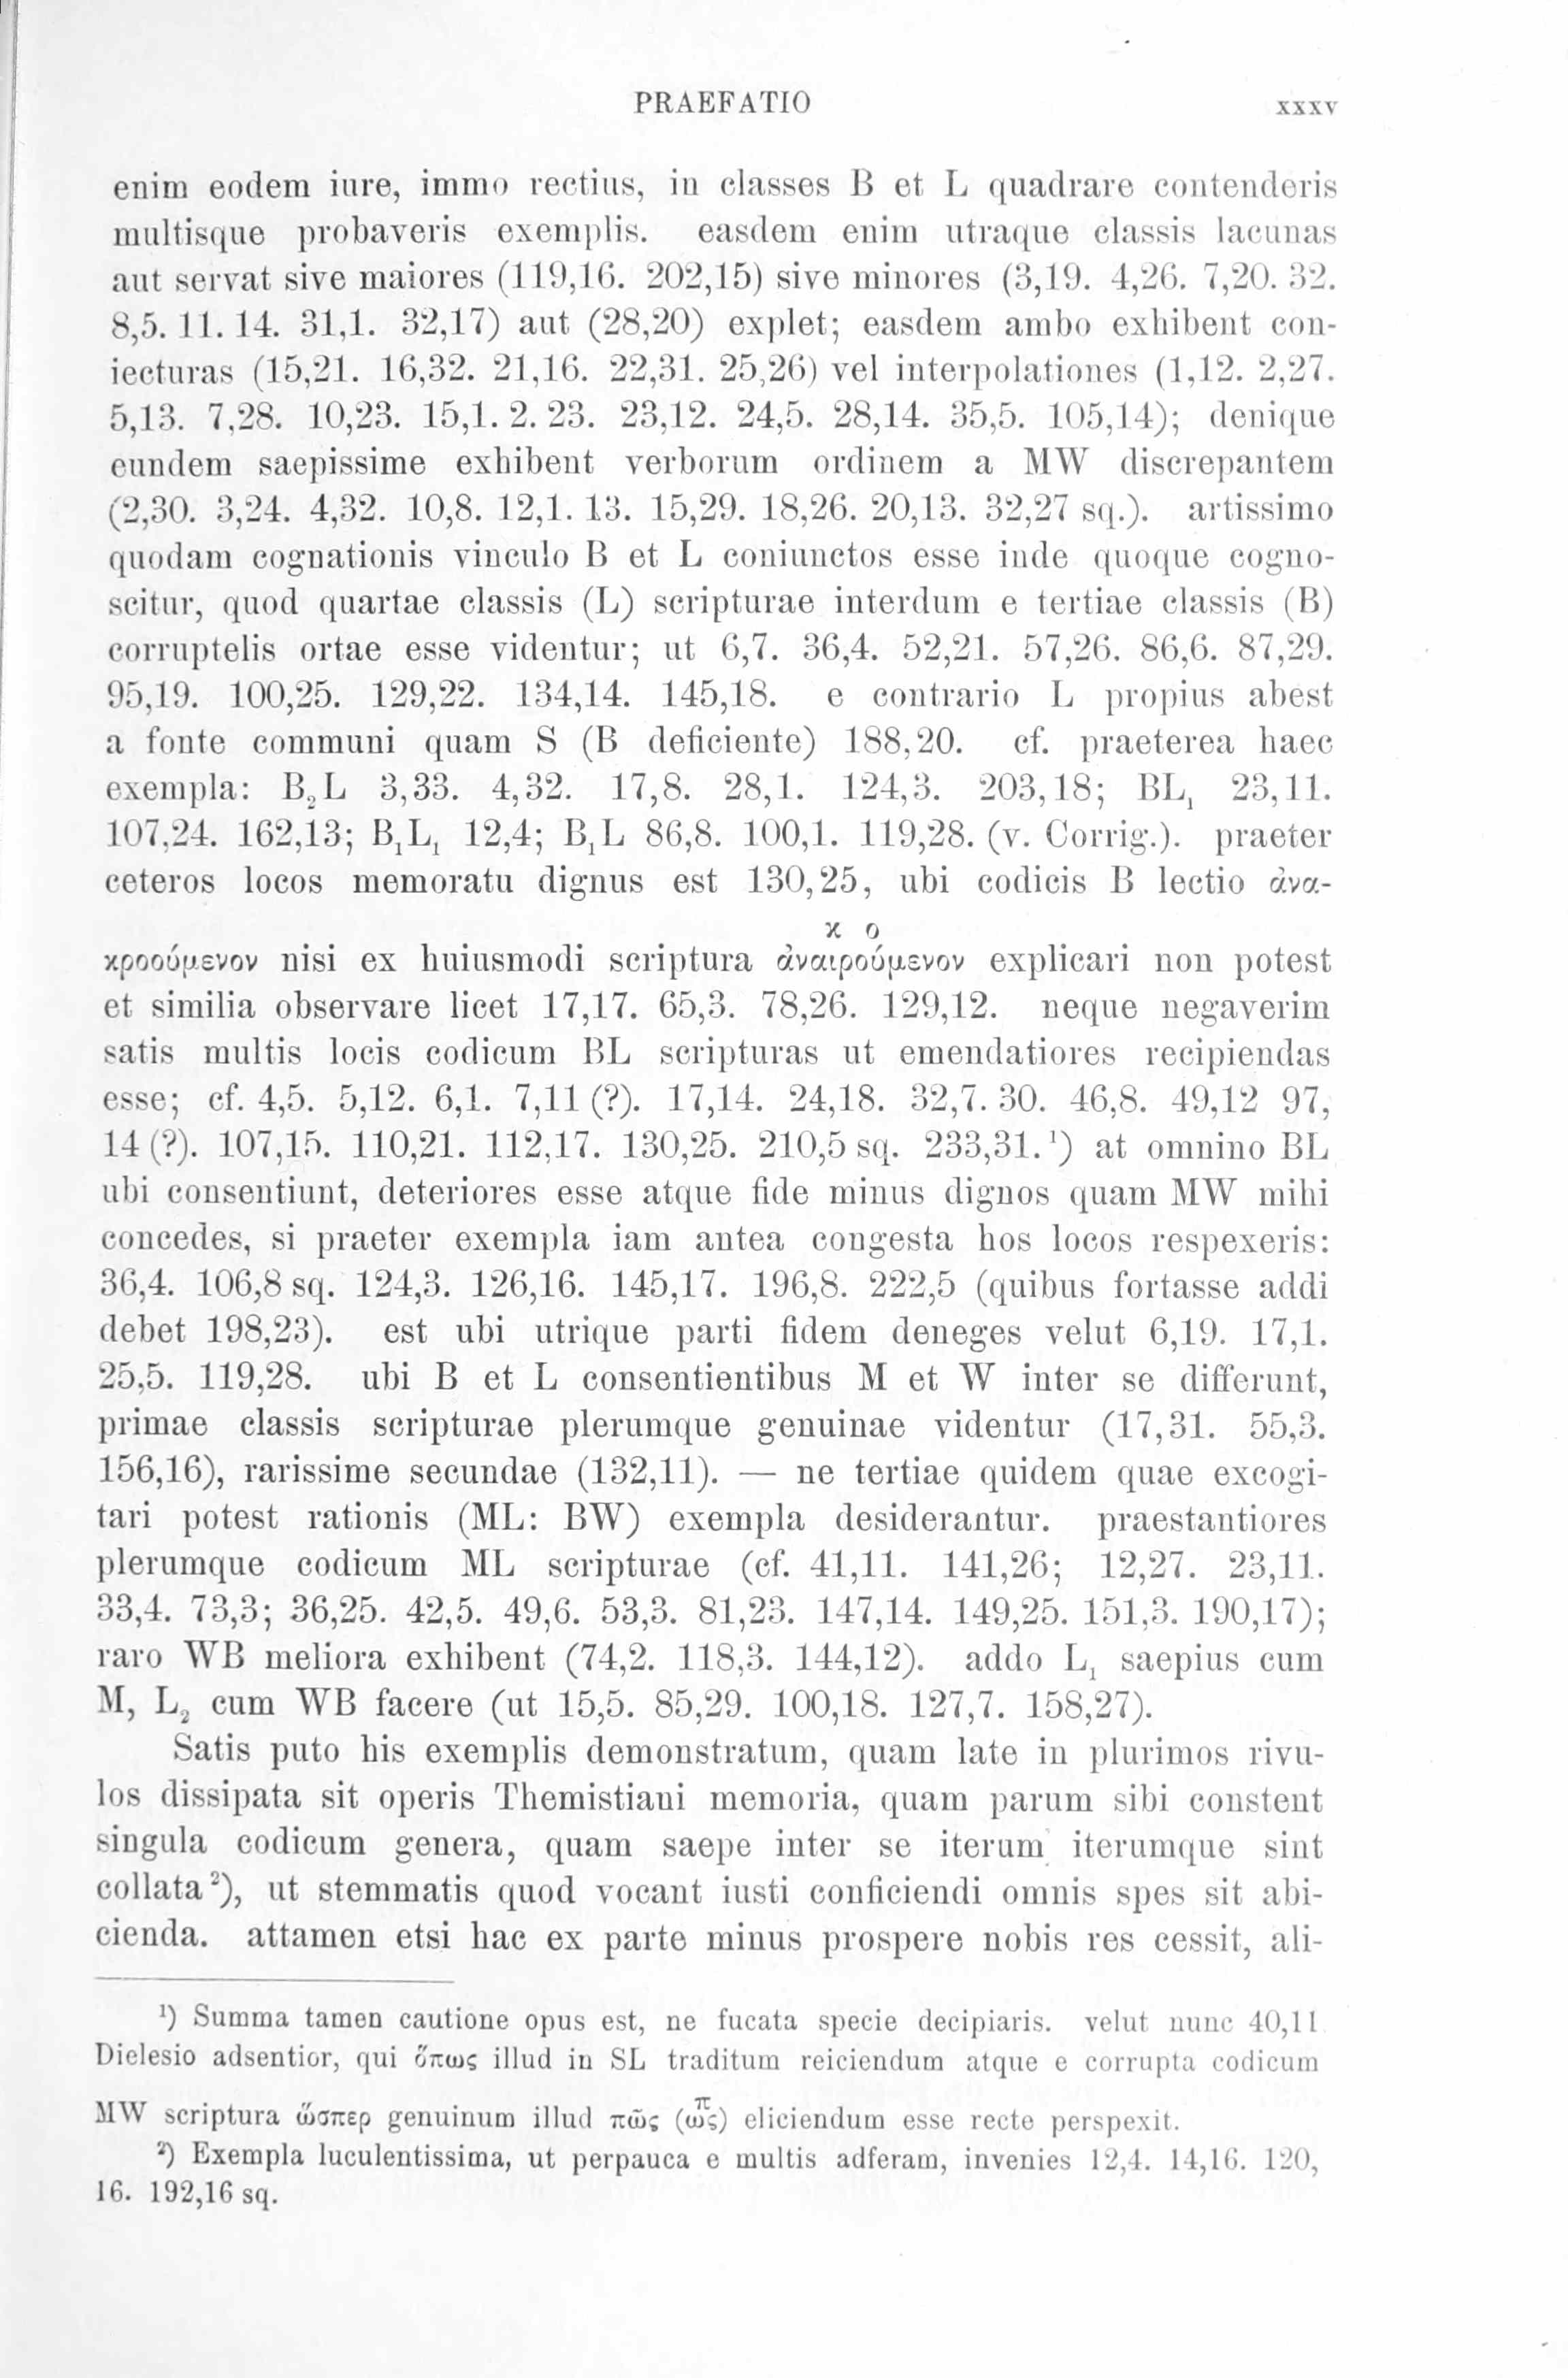 PRAEFATIO xxxv
enim eodem iure, immo rectius, in classes B et L quadrare contenderis
multisque probaveris exemplis. easdem enim utraque classis lacunas
aut servat sive maiores (119,16. 202,15) sive minores (3,19. 4,26. 7,20. 32.
8,5. 11. 14. 31,1. 32,17) aut (28,20) explet; easdem ambo exhibent con-
iecturas (15,21. 16,32. 21,16. 22,31. 25,26) vel interpolationes (1,12. 2,27.
5,13. 7,28. 10,23. 15,1. 2. 23. 23,12. 24,5. 28,14. 35,5. 105,14); denique
eundem saepissime exhibent verborum ordinem a MW discrepantem
(2,30. 3,24. 4,32. 10,8. 12,1. 13. 15,29. 18,26. 20,13. 32,27 sq.). artissimo
quodam cognationis vinculo B et L coniunctos esse inde quoque cogno-
scitur, quod quartae classis (L) scripturae interdum e tertiae classis (B)
corruptelis ortae esse videntur; ut 6,7. 36,4. 52,21. 57,26. 86,6. 87,29.
95,19. 100,25. 129,22. 134,14. 145,18. e contrario L propius abest
a fonte communi quam S (B deficiente) 188,20. cf. praeterea haec
exempla: B₂L 3,33. 4,32. 17,8. 28,1. 124,3. 203,18; BL₁ 23,11.
107,24. 162,13; B₁L₁ 12,4; B₁L 86,8. 100,1. 119,28. (v. Corrig.). praeter
ceteros locos memoratu dignus est 130,25, ubi codicis B lectio ἀνα-
κ ο
κροούμενον nisi ex huiusmodi scriptura ἀναιρούμενον explicari non potest
et similia observare licet 17,17. 65,3. 78,26. 129,12. neque negaverim
satis multis locis codicum BL scripturas ut emendatiores recipiendas
esse; cf. 4,5. 5,12. 6,1. 7,11 (?). 17,14. 24,18. 32,7. 30. 46,8. 49,12 97,
14 (?). 107,15. 110,21. 112,17. 130,25. 210,5 sq. 233,31.¹) at omnino BL
ubi consentiunt, deteriores esse atque fide minus dignos quam MW mihi
concedes, si praeter exempla iam antea congesta hos locos respexeris:
36,4. 106,8 sq. 124,3. 126,16. 145,17. 196,8. 222,5 (quibus fortasse addi
debet 198,23). est ubi utrique parti fidem deneges velut 6,19. 17,1.
25,5. 119,28. ubi B et L consentientibus M et W inter se differunt,
primae classis scripturae plerumque genuinae videntur (17,31. 55,3.
156,16), rarissime secundae (132,11). — ne tertiae quidem quae excogi-
tari potest rationis (ML: BW) exempla desiderantur. praestantiores
plerumque codicum ML scripturae (cf. 41,11. 141,26; 12,27. 23,11.
33,4. 73,3; 36,25. 42,5. 49,6. 53,3. 81,23. 147,14. 149,25. 151,3. 190,17);
raro WB meliora exhibent (74,2. 118,3. 144,12). addo L₁ saepius cum
M, L₂ cum WB facere (ut 15,5. 85,29. 100,18. 127,7. 158,27).
Satis puto his exemplis demonstratum, quam late in plurimos rivu-
los dissipata sit operis Themistiani memoria, quam parum sibi constent
singula codicum genera, quam saepe inter se iterum iterumque sint
collata²), ut stemmatis quod vocant iusti conficiendi omnis spes sit abi-
cienda. attamen etsi hac ex parte minus prospere nobis res cessit, ali-
¹) Summa tamen cautione opus est, ne fucata specie decipiaris. velut nunc 40,11
Dielesio adsentior, qui ὅπως illud in SL traditum reiciendum atque e corrupta codicum
π
MW scriptura ὥσπερ genuinum illud πῶς (ὡς) eliciendum esse recte perspexit.
²) Exempla luculentissima, ut perpauca e multis adferam, invenies 12,4. 14,16. 120,
16. 192,16 sq.